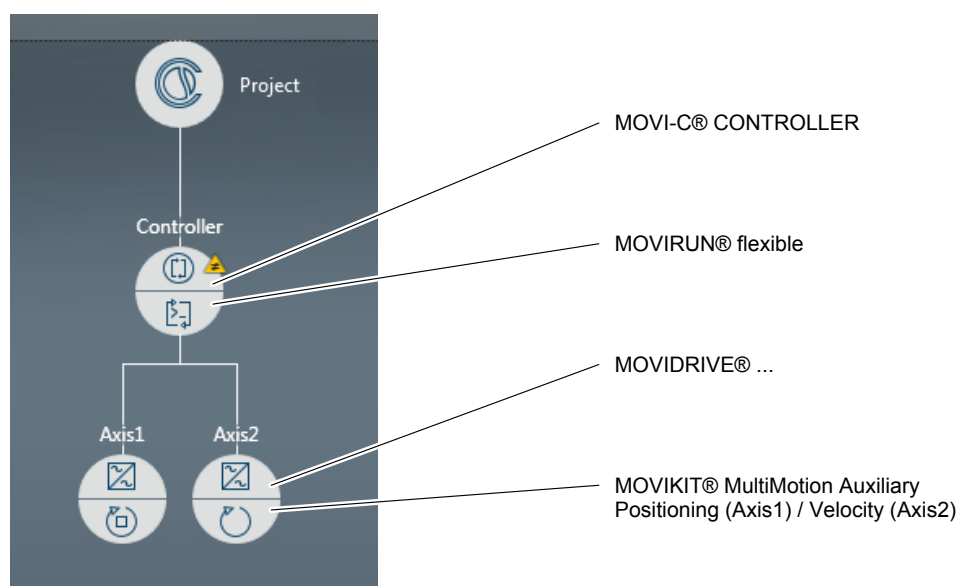 Project
MOVI-C® CONTROLLER
Controller
MOVIRUN® flexible
MOVIDRIVE® ...
Axis1
Axis2
MOVIKIT® MultiMotion Auxiliary
Positioning (Axis1) / Velocity (Axis2)